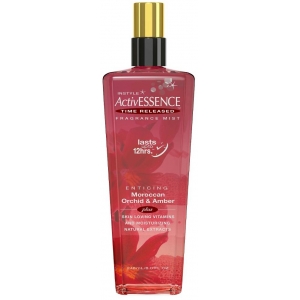 INSTYLE
ActivESSENCE
TIME RELEASED
FRAGRANCE MIST
lasts
12hrs.
ENTICING
Moroccan
Orchid & Amber
plus
SKIN LOVING VITAMINS
AND MOISTURIZING
NATURAL EXTRACTS